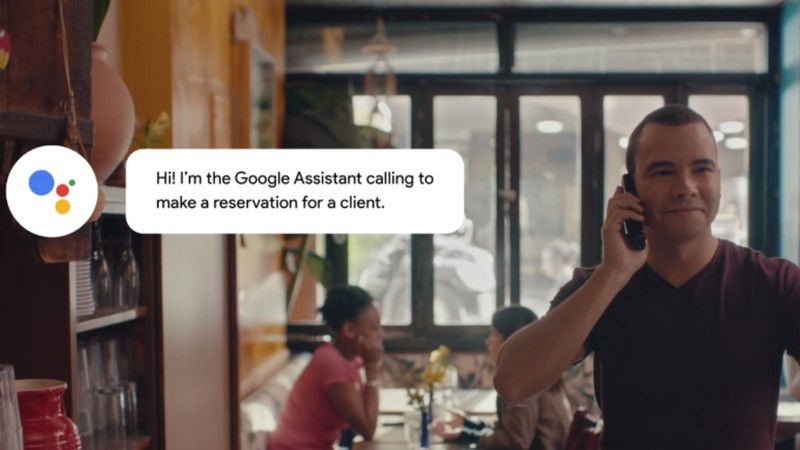 Hi! I'm the Google Assistant calling to
make a reservation for a client.